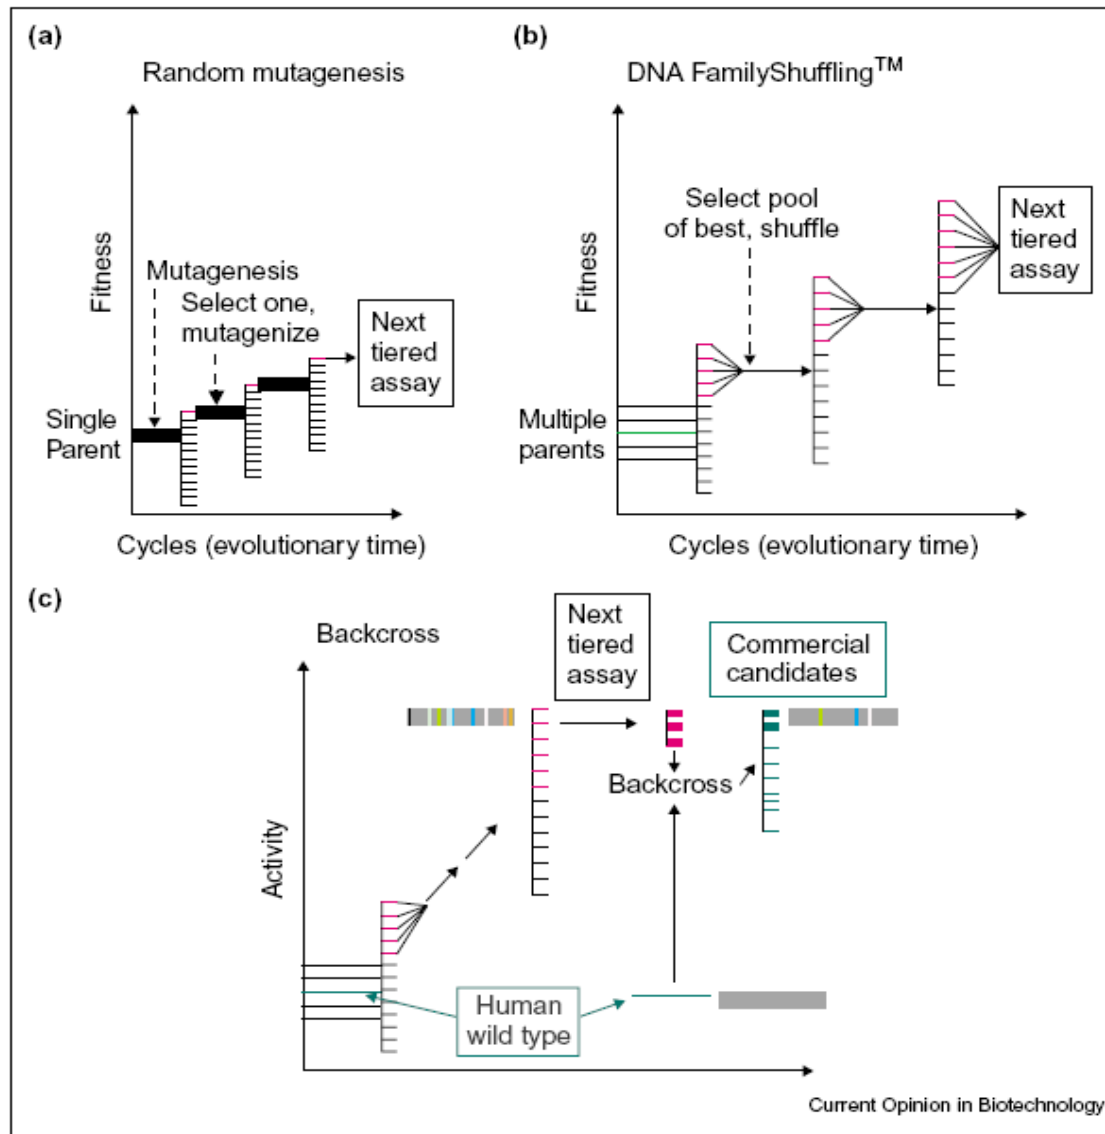 (a)
Random mutagenesis
Fitness
Mutagenesis
Select one,
mutagenize
Next
tiered
assay
Single
Parent
Cycles (evolutionary time)
(b)
DNA FamilyShuffling™
Fitness
Select pool
of best, shuffle
Next
tiered
assay
Multiple
parents
Cycles (evolutionary time)
(c)
Backcross
Next
tiered
assay
Commercial
candidates
Backcross
Activity
Human
wild type
Current Opinion in Biotechnology